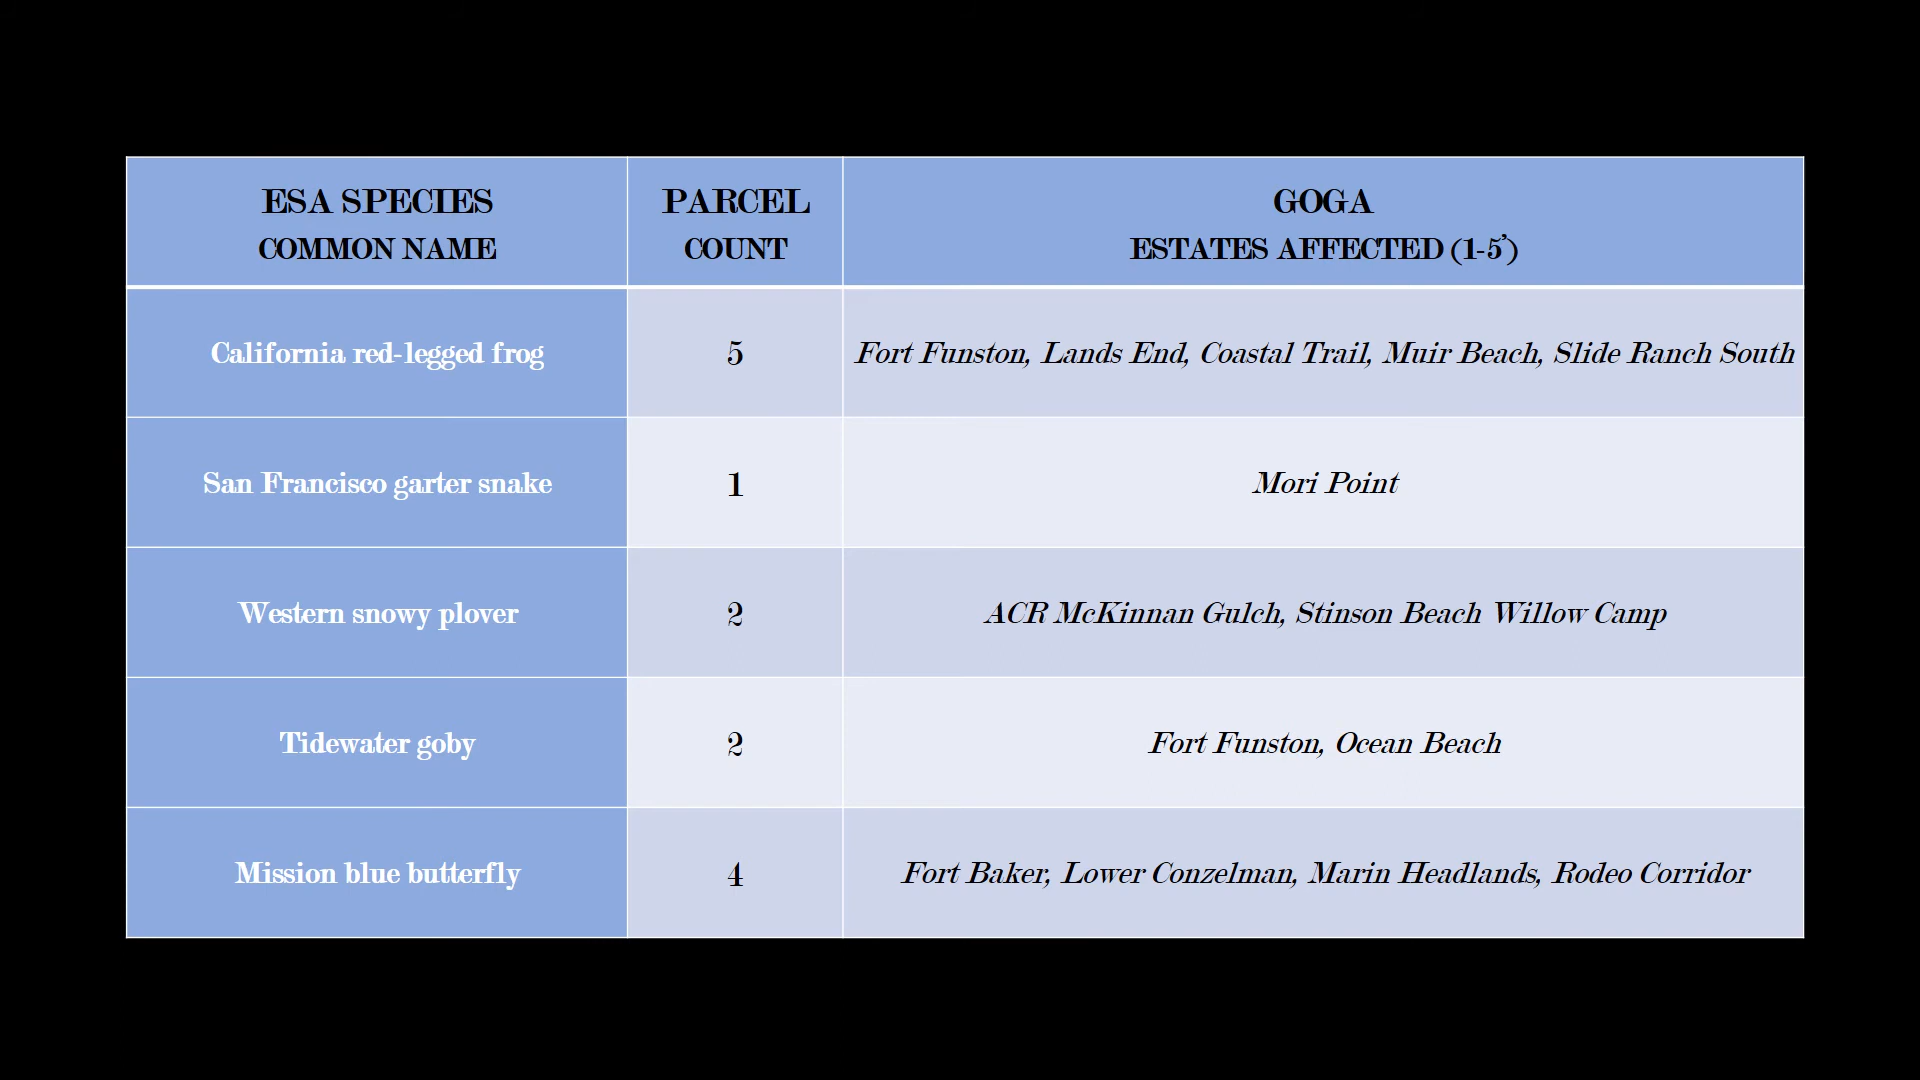 ESA SPECIES
COMMON NAME
PARCEL
COUNT
GOGA
ESTATES AFFECTED (1-5’)
California red-legged frog
5
Fort Funston, Lands End, Coastal Trail, Muir Beach, Slide Ranch South
San Francisco garter snake
1
Mori Point
Western snowy plover
2
ACR McKinnan Gulch, Stinson Beach Willow Camp
Tidewater goby
2
Fort Funston, Ocean Beach
Mission blue butterfly
4
Fort Baker, Lower Conzelman, Marin Headlands, Rodeo Corridor